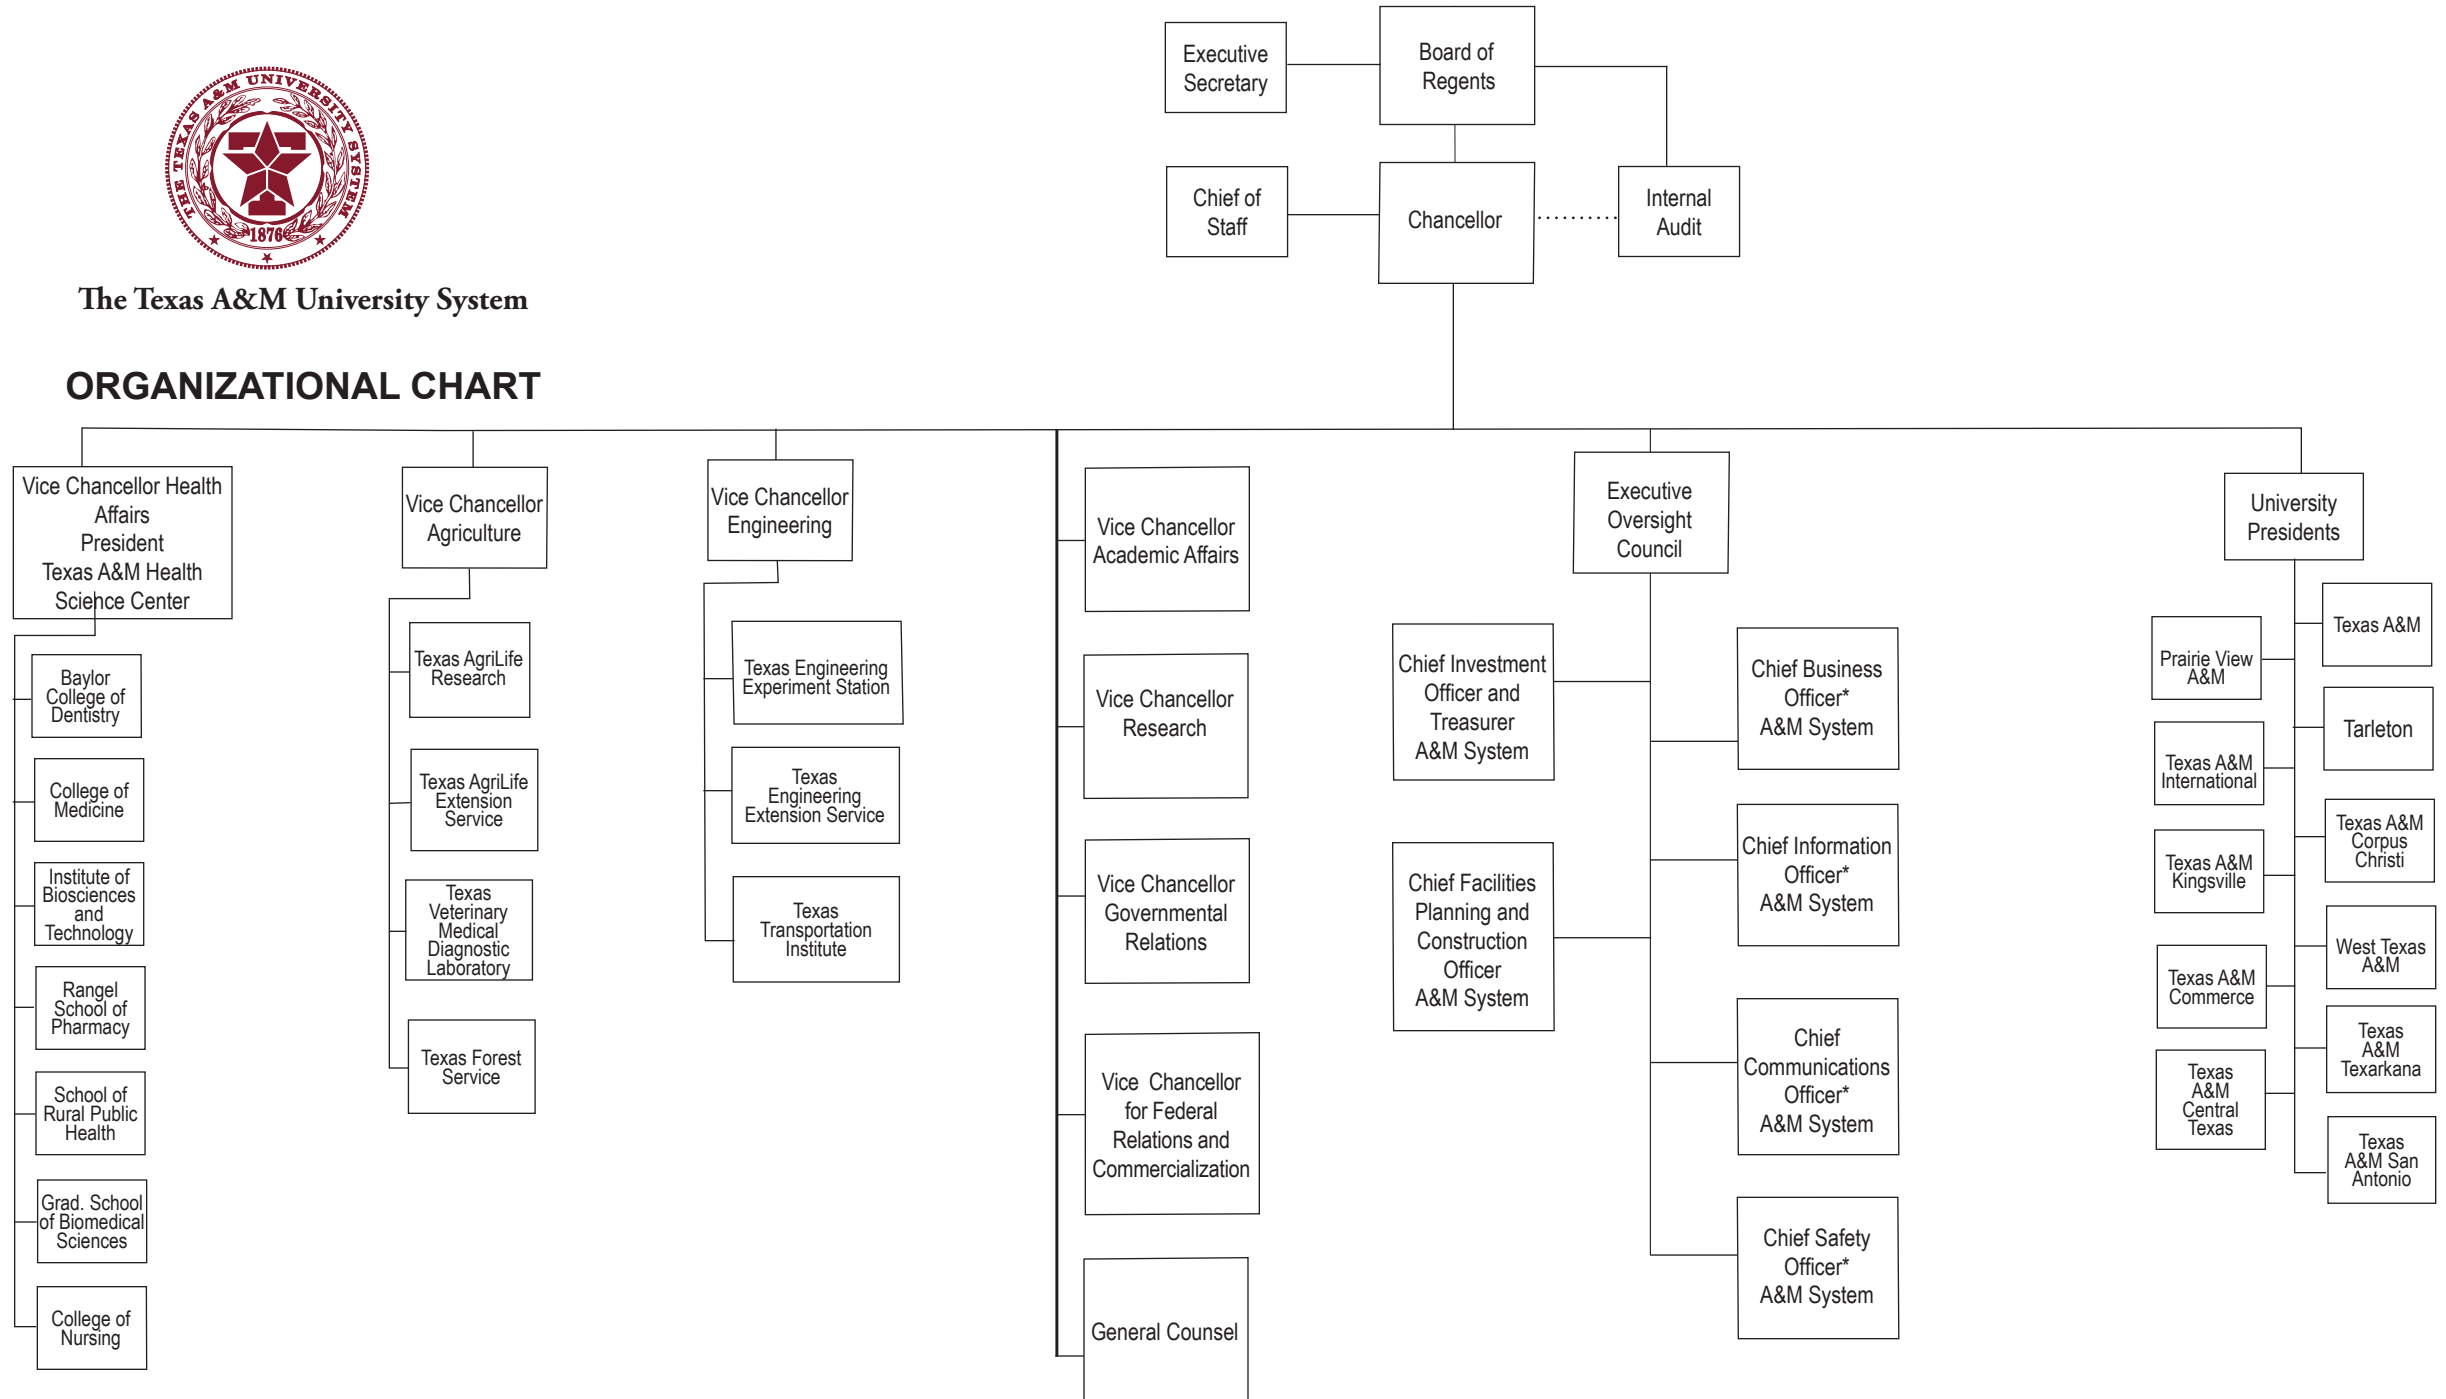 Executive
Secretary
Board of
Regents
THE TEXAS A&M UNIVERSITY SYSTEM
1876
Chief of
Staff
Chancellor
Internal
Audit
The Texas A&M University System
ORGANIZATIONAL CHART
Vice Chancellor Health
Affairs
President
Texas A&M Health
Science Center
Baylor
College of
Dentistry
College of
Medicine
Institute of
Biosciences
and
Technology
Rangel
School of
Pharmacy
School of
Rural Public
Health
Grad. School
of Biomedical
Sciences
College of
Nursing
Vice Chancellor
Agriculture
Texas AgriLife
Research
Texas AgriLife
Extension
Service
Texas
Veterinary
Medical
Diagnostic
Laboratory
Texas Forest
Service
Vice Chancellor
Engineering
Texas Engineering
Experiment Station
Texas
Engineering
Extension Service
Texas
Transportation
Institute
Vice Chancellor
Academic Affairs
Vice Chancellor
Research
Vice Chancellor
Governmental
Relations
Vice Chancellor
for Federal
Relations and
Commercialization
General Counsel
Executive
Oversight
Council
Chief Investment
Officer and
Treasurer
A&M System
Chief Facilities
Planning and
Construction
Officer
A&M System
Chief Business
Officer*
A&M System
Chief Information
Officer*
A&M System
Chief
Communications
Officer*
A&M System
Chief Safety
Officer*
A&M System
University
Presidents
Texas A&M
Prairie View
A&M
Tarleton
Texas A&M
International
Texas A&M
Corpus
Christi
Texas A&M
Kingsville
West Texas
A&M
Texas A&M
Commerce
Texas
A&M
Texarkana
Texas
A&M
Central
Texas
Texas
A&M San
Antonio